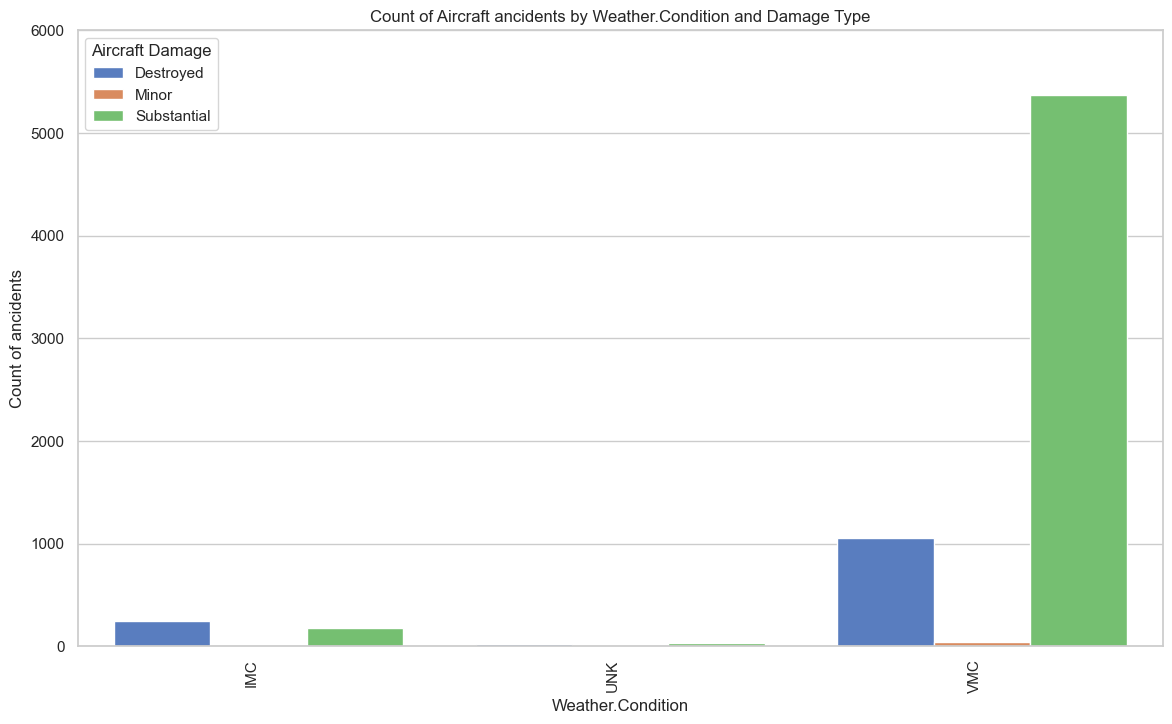 Count of Aircraft ancidents by Weather.Condition and Damage Type
6000
5000
4000
3000
2000
1000
0
Count of ancidents
Aircraft Damage
Destroyed
Minor
Substantial
IMC
UNK
VMC
Weather.Condition